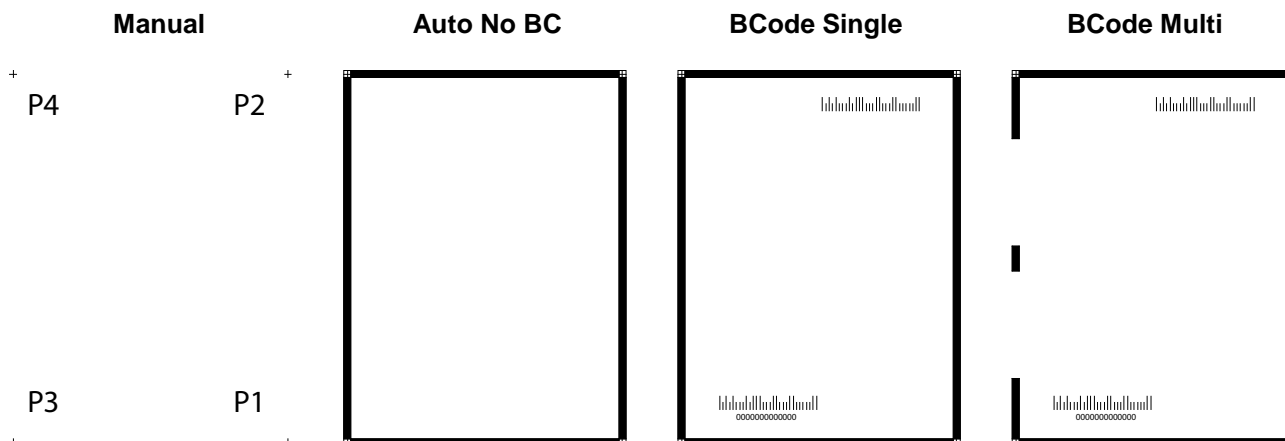 Manual Auto No BC BCode Single BCode Multi
P4 P2
P3 P1
0000000000000 0000000000000